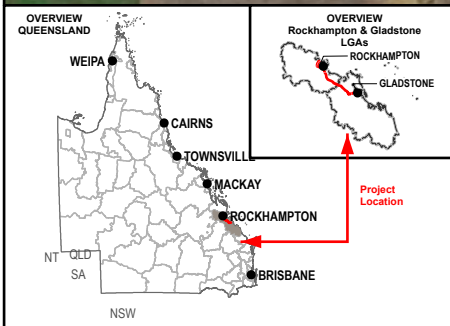 OVERVIEW
QUEENSLAND
WEIPA
CAIRNS
TOWNSVILLE
MACKAY
ROCKHAMPTON
BRISBANE
NT
QLD
SA
NSW
OVERVIEW
Rockhampton & Gladstone
LGAs
ROCKHAMPTON
GLADSTONE
Project
Location